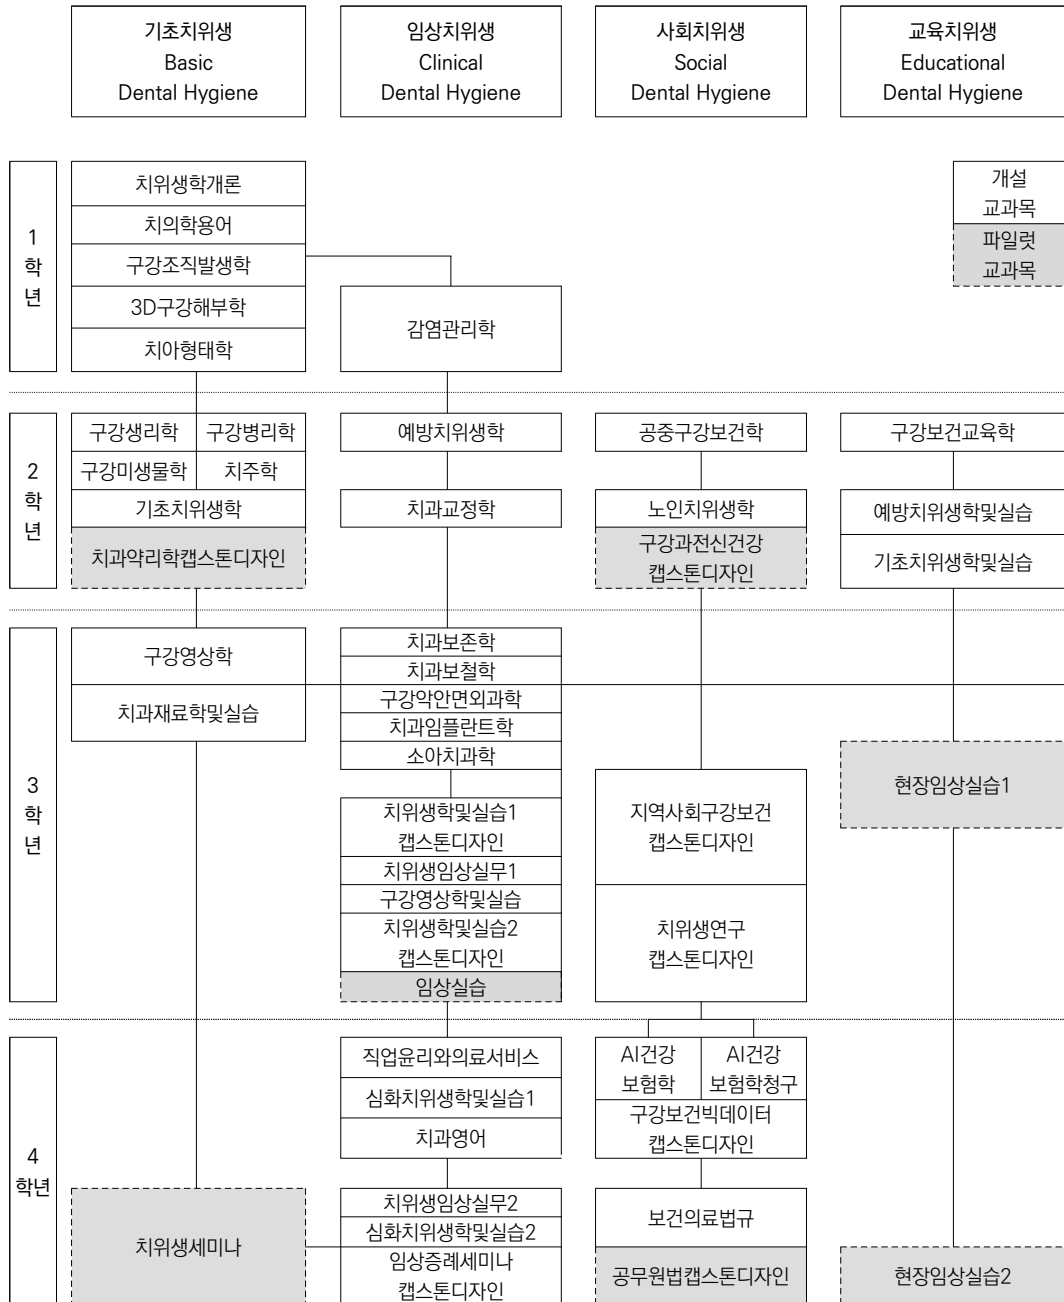 기초치위생
Basic
Dental Hygiene
임상치위생
Clinical
Dental Hygiene
사회치위생
Social
Dental Hygiene
교육치위생
Educational
Dental Hygiene
1
학
년
치위생학개론
치의학용어
구강조직발생학
3D구강해부학
치아형태학
감염관리학
개설
교과목
파일럿
교과목
2
학
년
구강생리학
구강병리학
구강미생물학
치주학
기초치위생학
치과약리학캡스톤디자인
예방치위생학
치과교정학
공중구강보건학
노인치위생학
구강과전신건강
캡스톤디자인
구강보건교육학
예방치위생학및실습
기초치위생학및실습
3
학
년
구강영상학
치과재료학및실습
치과보존학
치과보철학
구강악안면외과학
치과임플란트학
소아치과학
치위생학및실습1
캡스톤디자인
치위생임상실무1
구강영상학및실습
치위생학및실습2
캡스톤디자인
임상실습
지역사회구강보건
캡스톤디자인
치위생연구
캡스톤디자인
현장임상실습1
4
학년
치위생세미나
직업윤리와의료서비스
심화치위생학및실습1
치과영어
치위생임상실무2
심화치위생학및실습2
임상증례세미나
캡스톤디자인
AI건강
보험학
AI건강
보험학청구
구강보건빅데이터
캡스톤디자인
보건의료법규
공무원법캡스톤디자인
현장임상실습2